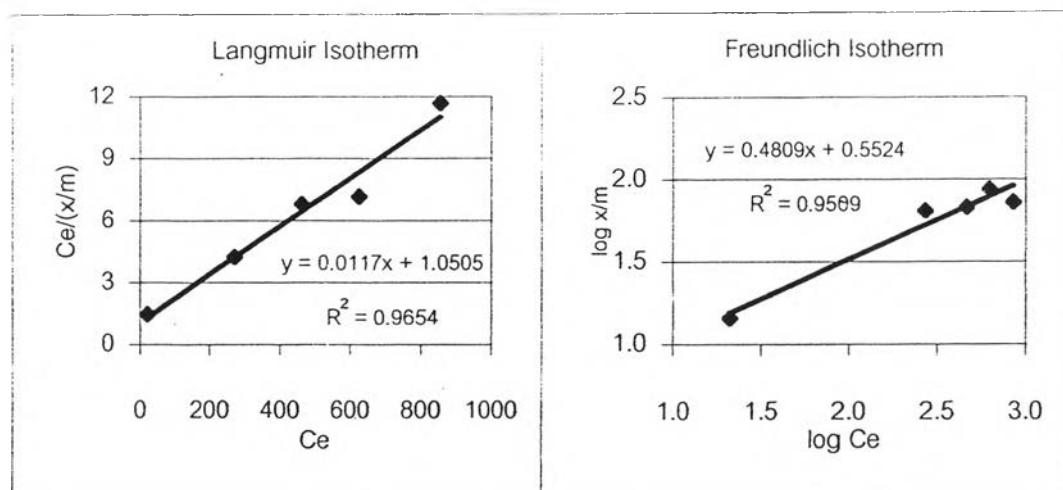 Langmuir Isotherm
12
9
6
3
0
Ce/(x/m)
y = 0.0117x + 1.0505
R² = 0.9654
0 200 400 600 800 1000
Ce
Freundlich Isotherm
2.5
2.0
1.5
1.0
log x/m
y = 0.4809x + 0.5524
R² = 0.9589
1.0 1.5 2.0 2.5 3.0
log Ce